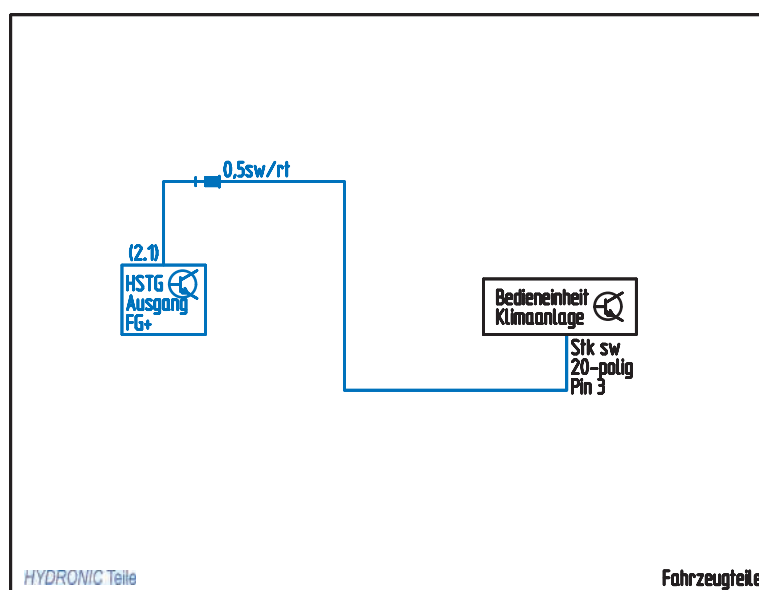 0,5sw/rt
(2.1)
HSTG
Ausgang
FG+
Bedieneinheit
Klimaanlage
Stk sw
20-polig
Pin 3
HYDRONIC Teile
Fahrzeugteile